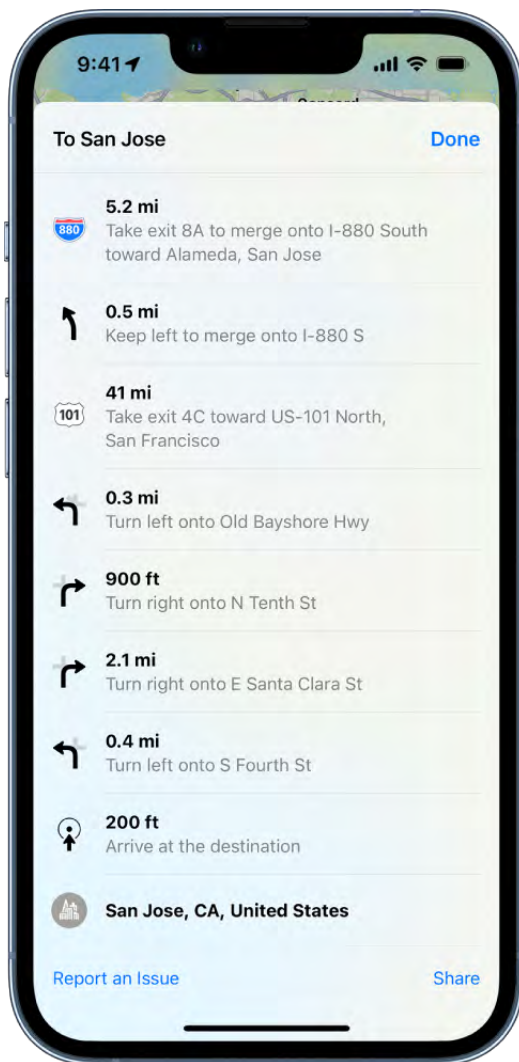 9:41
Concord
To San Jose
Done
5.2 mi
880
Take exit 8A to merge onto I-880 South
toward Alameda, San Jose
0.5 mi
Keep left to merge onto I-880 S
41 mi
101
Take exit 4C toward US-101 North,
San Francisco
0.3 mi
Turn left onto Old Bayshore Hwy
900 ft
Turn right onto N Tenth St
2.1 mi
Turn right onto E Santa Clara St
0.4 mi
Turn left onto S Fourth St
200 ft
Arrive at the destination
San Jose, CA, United States
Report an Issue
Share